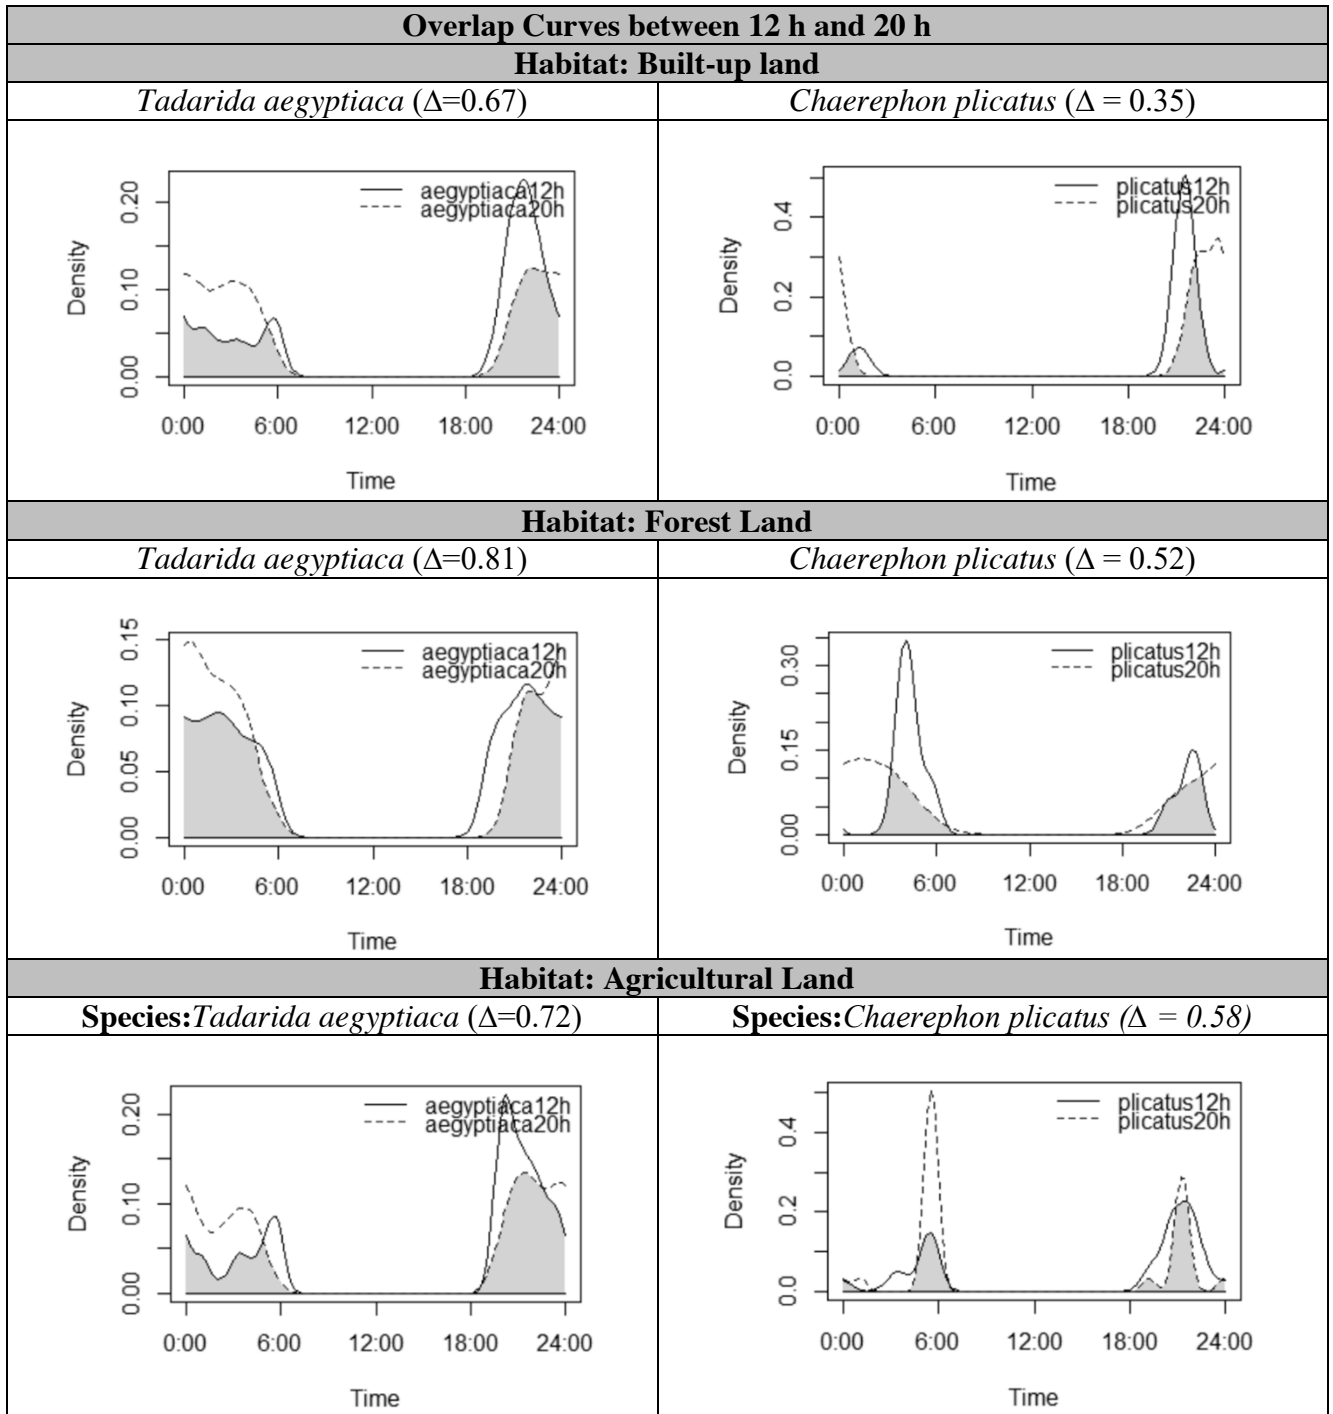 Overlap Curves between 12 h and 20 h
Habitat: Built-up land
Tadarida aegyptiaca (Δ=0.67)
Chaerephon plicatus (Δ = 0.35)
aegyptiaca12h
aegyptiaca20h
Density
0.00 0.10 0.20
0:00 6:00 12:00 18:00 24:00
Time
plicatus12h
plicatus20h
Density
0.0 0.2 0.4
0:00 6:00 12:00 18:00 24:00
Time
Habitat: Forest Land
Tadarida aegyptiaca (Δ=0.81)
Chaerephon plicatus (Δ = 0.52)
aegyptiaca12h
aegyptiaca20h
Density
0.00 0.05 0.10 0.15
0:00 6:00 12:00 18:00 24:00
Time
plicatus12h
plicatus20h
Density
0.00 0.15 0.30
0:00 6:00 12:00 18:00 24:00
Time
Habitat: Agricultural Land
Species:Tadarida aegyptiaca (Δ=0.72)
Species:Chaerephon plicatus (Δ = 0.58)
aegyptiaca12h
aegyptiaca20h
Density
0.00 0.10 0.20
0:00 6:00 12:00 18:00 24:00
Time
plicatus12h
plicatus20h
Density
0.0 0.2 0.4
0:00 6:00 12:00 18:00 24:00
Time